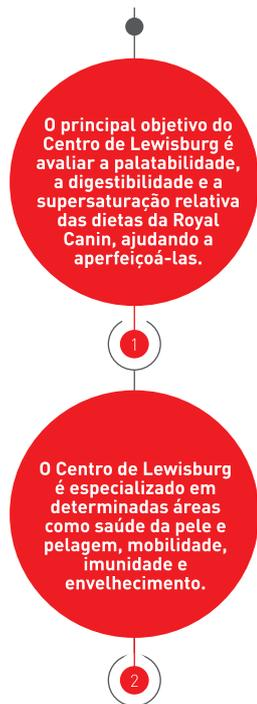 O principal objetivo do
Centro de Lewisburg é
avaliar a palatabilidade,
a digestibilidade e a
supersaturação relativa
das dietas da Royal
Canin, ajudando a
aperfeiçoá-las.
1
O Centro de Lewisburg
é especializado em
determinadas áreas
como saúde da pele e
pelagem, mobilidade,
imunidade e
envelhecimento.
2